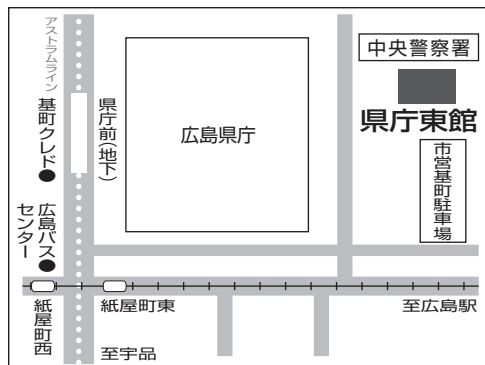 アストラムライン
基町クレド
県庁前(地下)
広島県庁
中央警察署
県庁東館
市営基町駐車場
広島バス
センター
紙屋町西
紙屋町東
至広島駅
至宇品